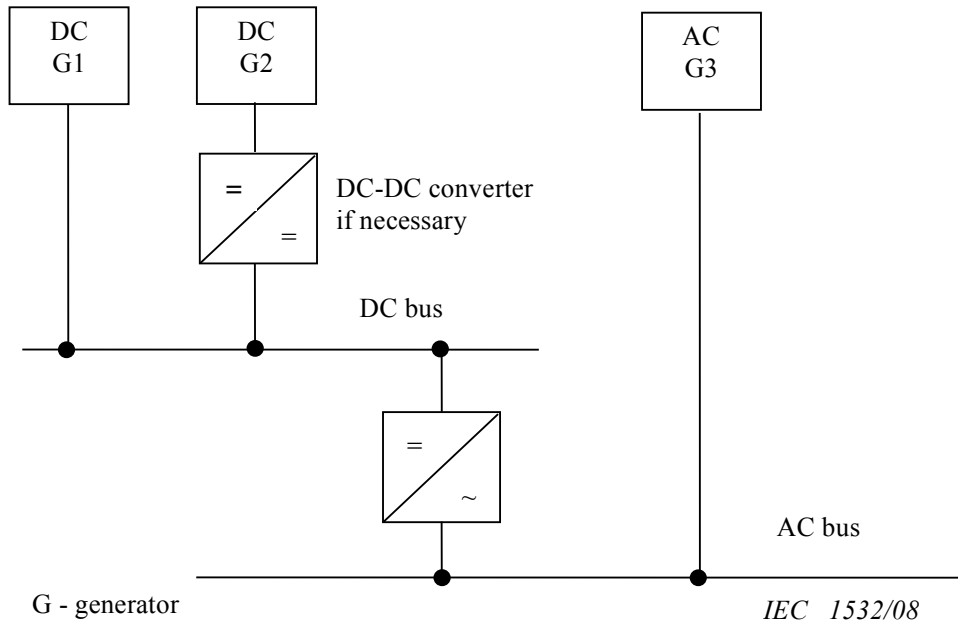 DC
G1
DC
G2
AC
G3
=
=
DC-DC converter
if necessary
DC bus
=
~
AC bus
G - generator
IEC 1532/08